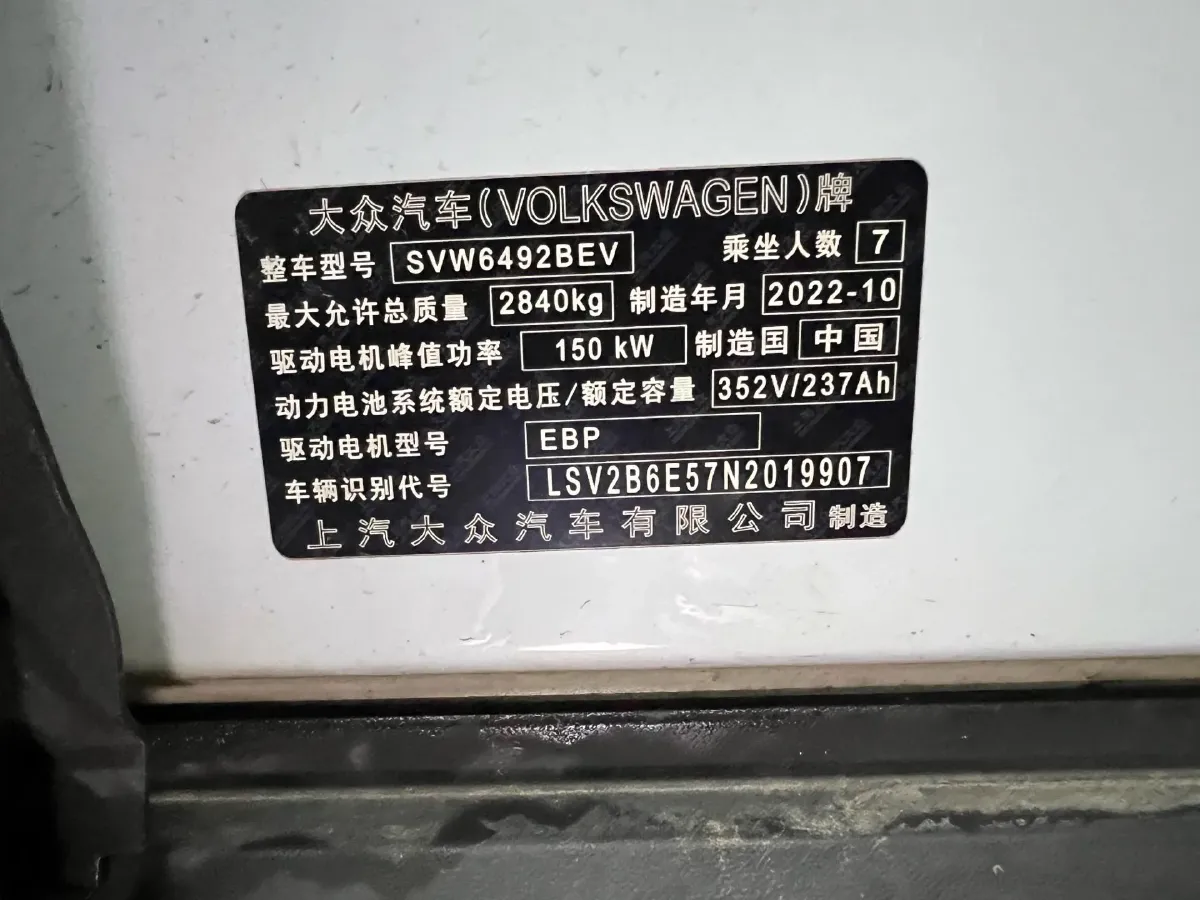 大众汽车(VOLKSWAGEN)牌
整车型号 SVW6492BEV 乘坐人数 7
最大允许总质量 2840kg 制造年月 2022-10
驱动电机峰值功率 150 kW 制造国 中国
动力电池系统额定电压/额定容量 352V/237Ah
驱动电机型号 EBP
车辆识别代号 LSV2B6E57N2019907
上汽大众汽车有限公司 制造